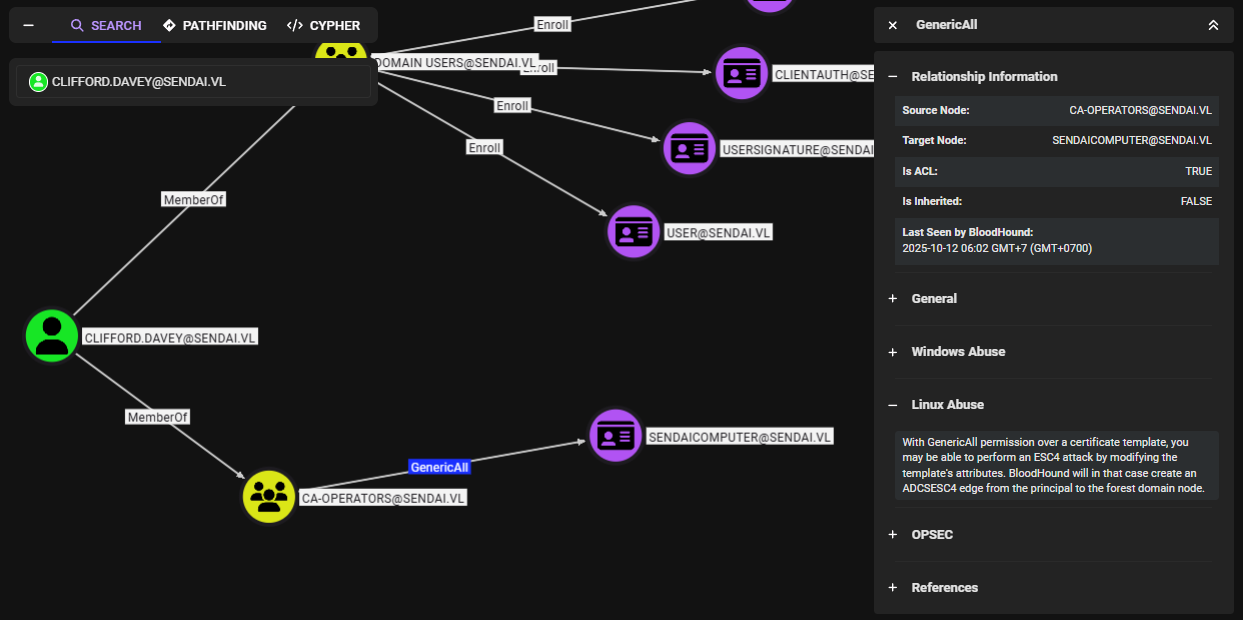 SEARCH
PATHFINDING
CYPHER
CLIFFORD.DAVEY@SENDAI.VL
Enroll
DOMAIN USERS@SENDAI.VL
Enroll
CLIENTAUTH@SE
Enroll
USERSIGNATURE@SENDAI
Enroll
USER@SENDAI.VL
MemberOf
CLIFFORD.DAVEY@SENDAI.VL
MemberOf
SENDAICOMPUTER@SENDAI.VL
GenericAll
CA-OPERATORS@SENDAI.VL
GenericAll
Relationship Information
Source Node: CA-OPERATORS@SENDAI.VL
Target Node: SENDAICOMPUTER@SENDAI.VL
Is ACL: TRUE
Is Inherited: FALSE
Last Seen by BloodHound:
2025-10-12 06:02 GMT+7 (GMT+0700)
General
Windows Abuse
Linux Abuse
With GenericAll permission over a certificate template, you
may be able to perform an ESC4 attack by modifying the
template's attributes. BloodHound will in that case create an
ADCSESC4 edge from the principal to the forest domain node.
OPSEC
References